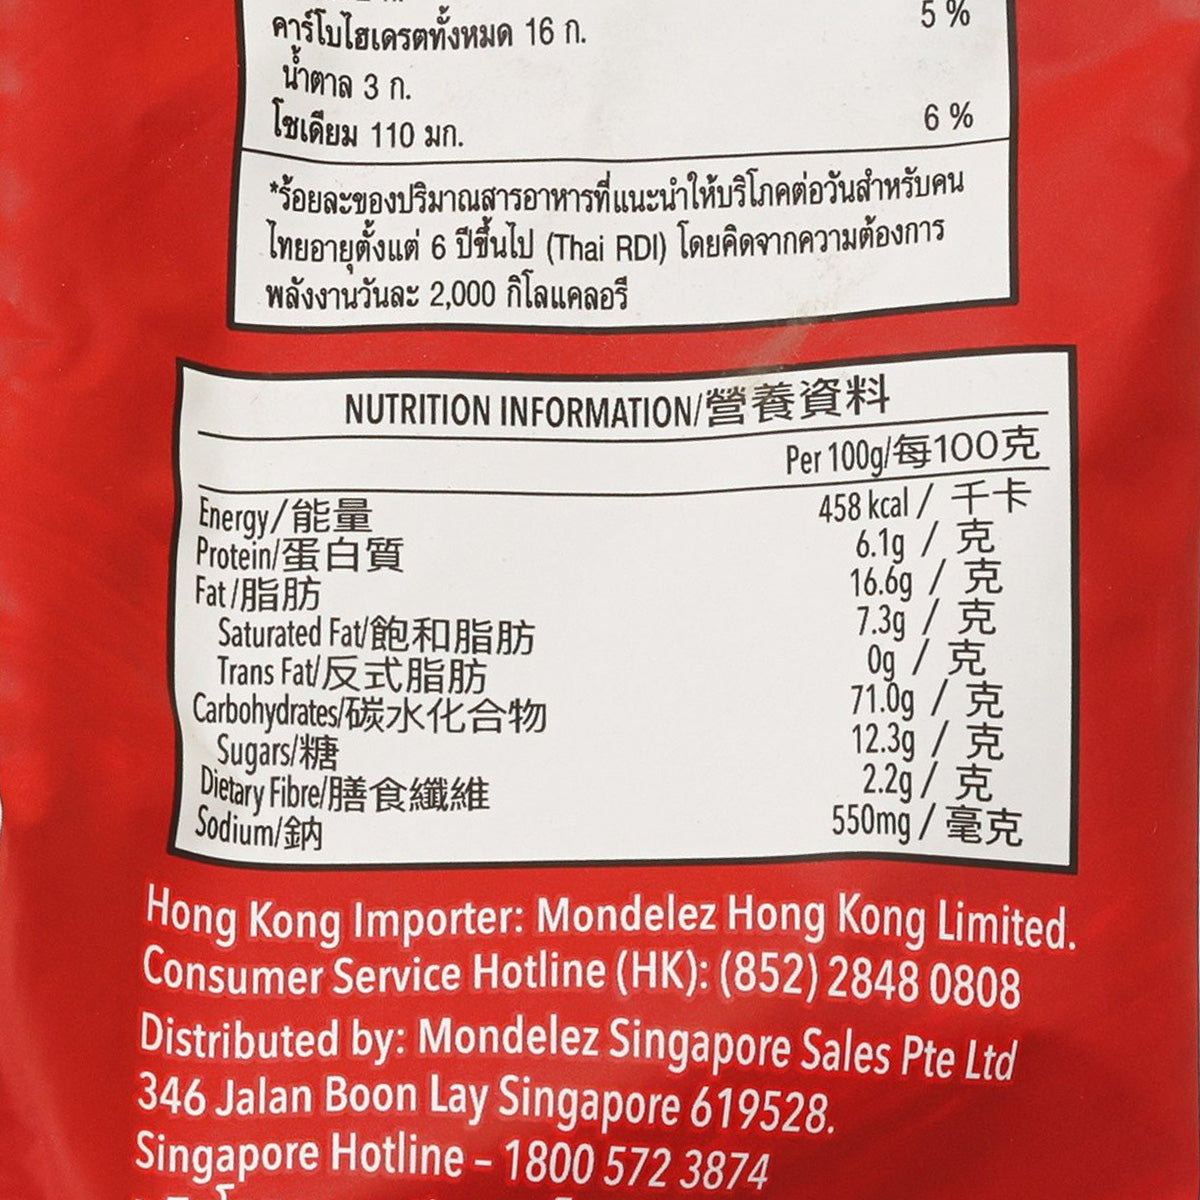 คาร์โบไฮเดรตทั้งหมด 16 ก. 5 %
น้ำตาล 3 ก.
โซเดียม 110 มก. 6 %
*ร้อยละของปริมาณสารอาหารที่แนะนำให้บริโภคต่อวันสำหรับคน
ไทยอายุตั้งแต่ 6 ปีขึ้นไป (Thai RDI) โดยคิดจากความต้องการ
พลังงานวันละ 2,000 กิโลแคลอรี
NUTRITION INFORMATION/營養資料
Per 100g/每100克
Energy/能量 458 kcal / 千卡
Protein/蛋白質 6.1g / 克
Fat/脂肪 16.6g / 克
Saturated Fat/飽和脂肪 7.3g / 克
Trans Fat/反式脂肪 0g / 克
Carbohydrates/碳水化合物 71.0g / 克
Sugars/糖 12.3g / 克
Dietary Fibre/膳食纖維 2.2g / 克
Sodium/鈉 550mg / 毫克
Hong Kong Importer: Mondelez Hong Kong Limited.
Consumer Service Hotline (HK): (852) 2848 0808
Distributed by: Mondelez Singapore Sales Pte Ltd
346 Jalan Boon Lay Singapore 619528.
Singapore Hotline - 1800 572 3874